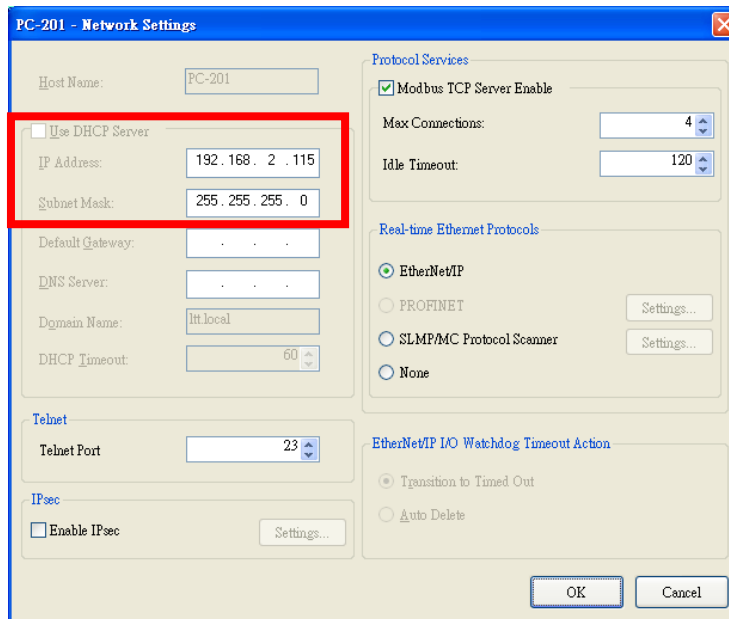 PC-201 - Network Settings
Host Name: PC-201
Use DHCP Server
IP Address: 192.168. 2 .115
Subnet Mask: 255.255.255. 0
Default Gateway: . . .
DNS Server: . . .
Domain Name: ltt.local
DHCP Timeout: 60
Telnet
Telnet Port 23
IPsec
Enable IPsec Settings...
Protocol Services
Modbus TCP Server Enable
Max Connections: 4
Idle Timeout: 120
Real-time Ethernet Protocols
EtherNet/IP
PROFINET Settings...
SLMP/MC Protocol Scanner Settings...
None
EtherNet/IP I/O Watchdog Timeout Action
Transition to Timed Out
Auto Delete
OK Cancel